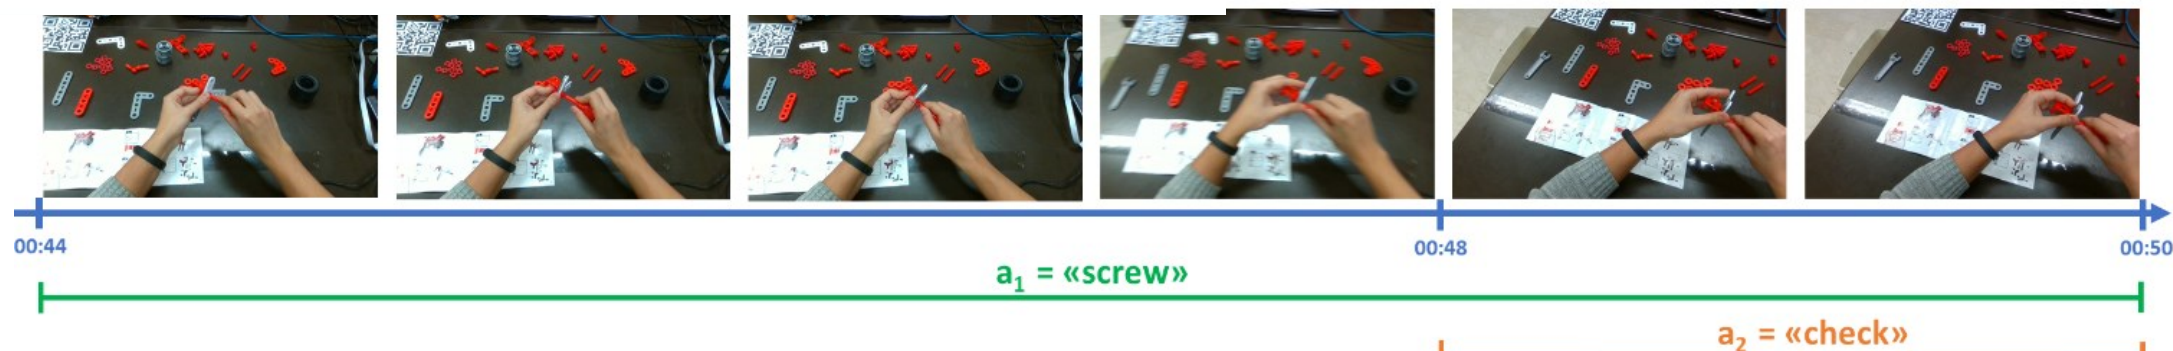 00:44 00:48 00:50
a₁ = «screw»
a₂ = «check»